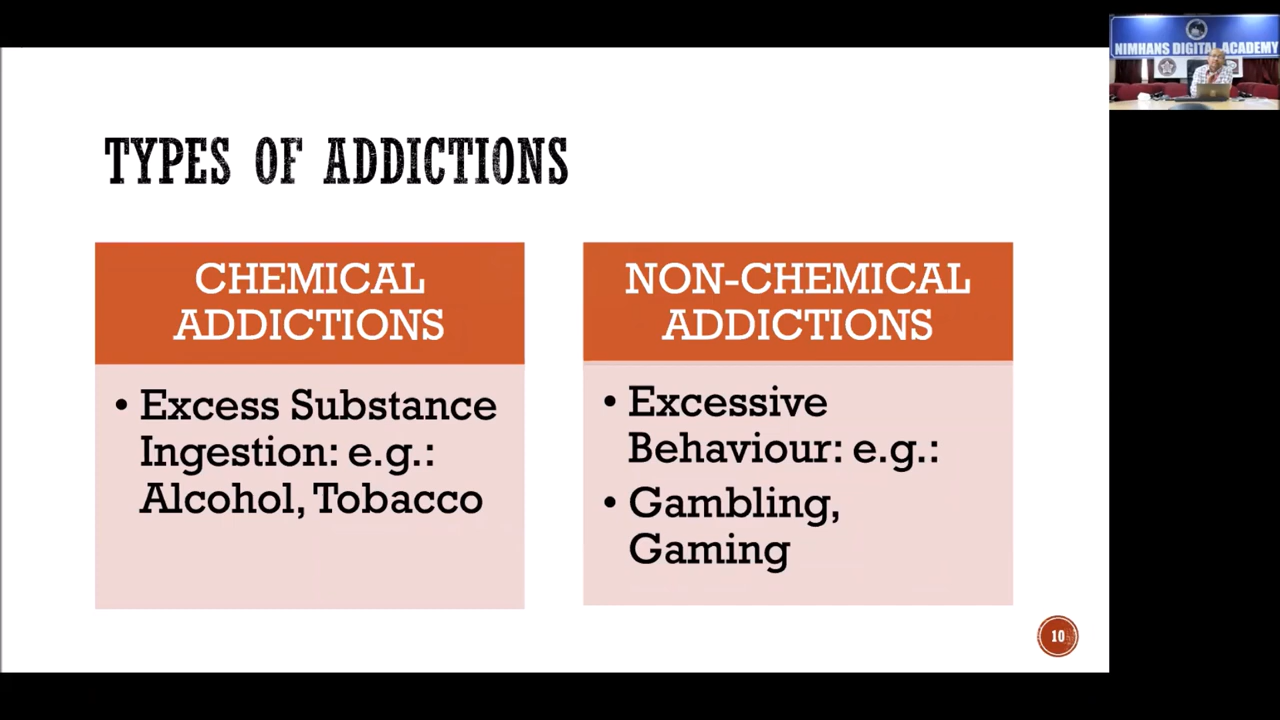 NIMHANS DIGITAL ACADEMY
TYPES OF ADDICTIONS
CHEMICAL
ADDICTIONS
• Excess Substance
Ingestion: e.g.:
Alcohol, Tobacco
NON-CHEMICAL
ADDICTIONS
• Excessive
Behaviour: e.g.:
• Gambling,
Gaming
10